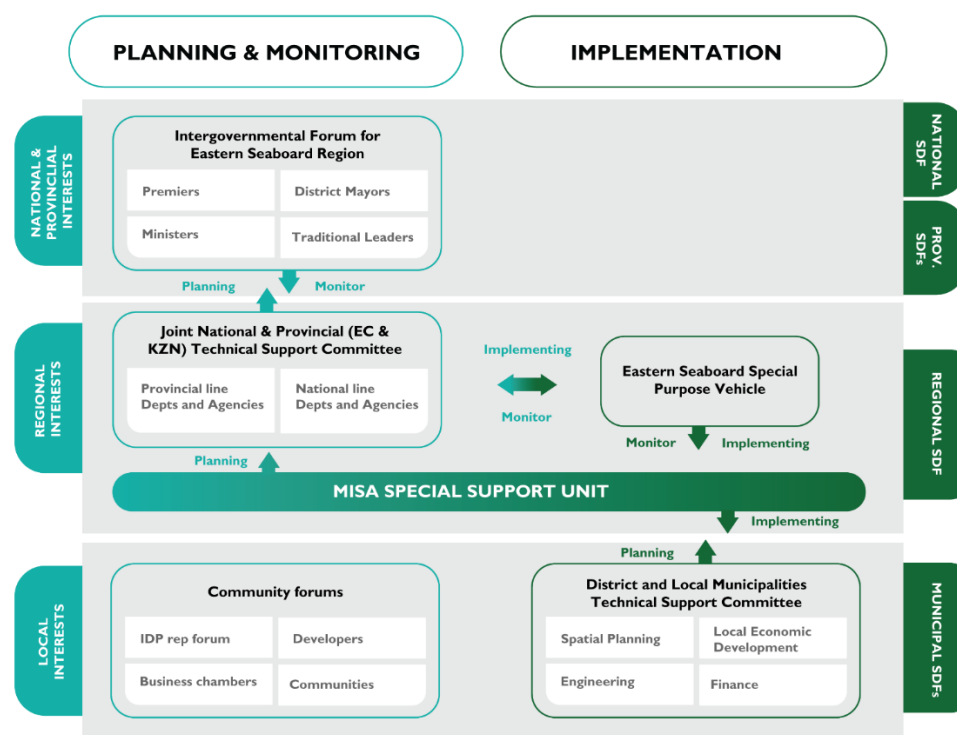 PLANNING & MONITORING
IMPLEMENTATION
NATIONAL &
PROVINCLIAL
INTERESTS
Intergovernmental Forum for
Eastern Seaboard Region
Premiers
District Mayors
Ministers
Traditional Leaders
NATIONAL
SDF
PROV.
SDFs
Planning
Monitor
REGIONAL
INTERESTS
Joint National & Provincial (EC &
KZN) Technical Support Committee
Provincial line
Depts and Agencies
National line
Depts and Agencies
Implementing
Monitor
Eastern Seaboard Special
Purpose Vehicle
REGIONAL SDF
Planning
Monitor
Implementing
MISA SPECIAL SUPPORT UNIT
Implementing
Planning
LOCAL
INTERESTS
Community forums
IDP rep forum
Developers
Business chambers
Communities
District and Local Municipalities
Technical Support Committee
Spatial Planning
Local Economic
Development
Engineering
Finance
MUNICIPAL SDFs